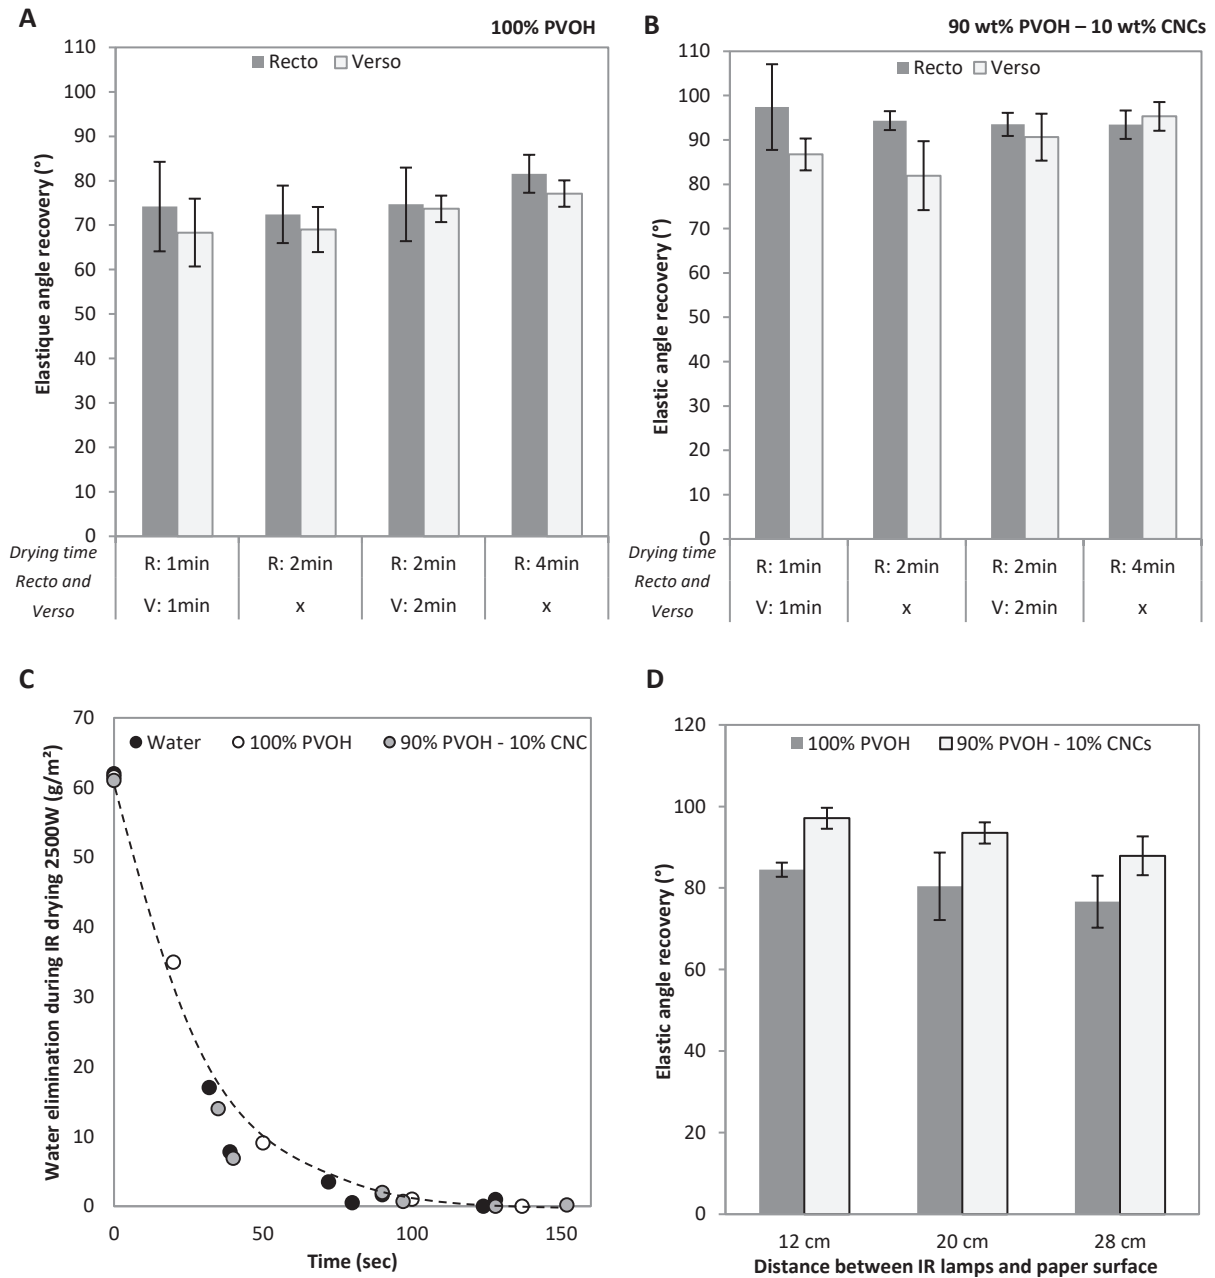 A
100% PVOH
Recto Verso
110
100
90
80
70
60
50
40
30
20
10
0
Elastique angle recovery (°)
Drying time
Recto and
Verso
R: 1min R: 2min R: 2min R: 4min
V: 1min x V: 2min x
B
90 wt% PVOH – 10 wt% CNCs
Recto Verso
110
100
90
80
70
60
50
40
30
20
10
0
Elastic angle recovery (°)
Drying time
Recto and
Verso
R: 1min R: 2min R: 2min R: 4min
V: 1min x V: 2min x
C
Water 100% PVOH 90% PVOH - 10% CNC
70
60
50
40
30
20
10
0
Water elimination during IR drying 2500W (g/m²)
0 50 100 150
Time (sec)
D
100% PVOH 90% PVOH - 10% CNCs
120
100
80
60
40
20
0
Elastic angle recovery (°)
12 cm 20 cm 28 cm
Distance between IR lamps and paper surface